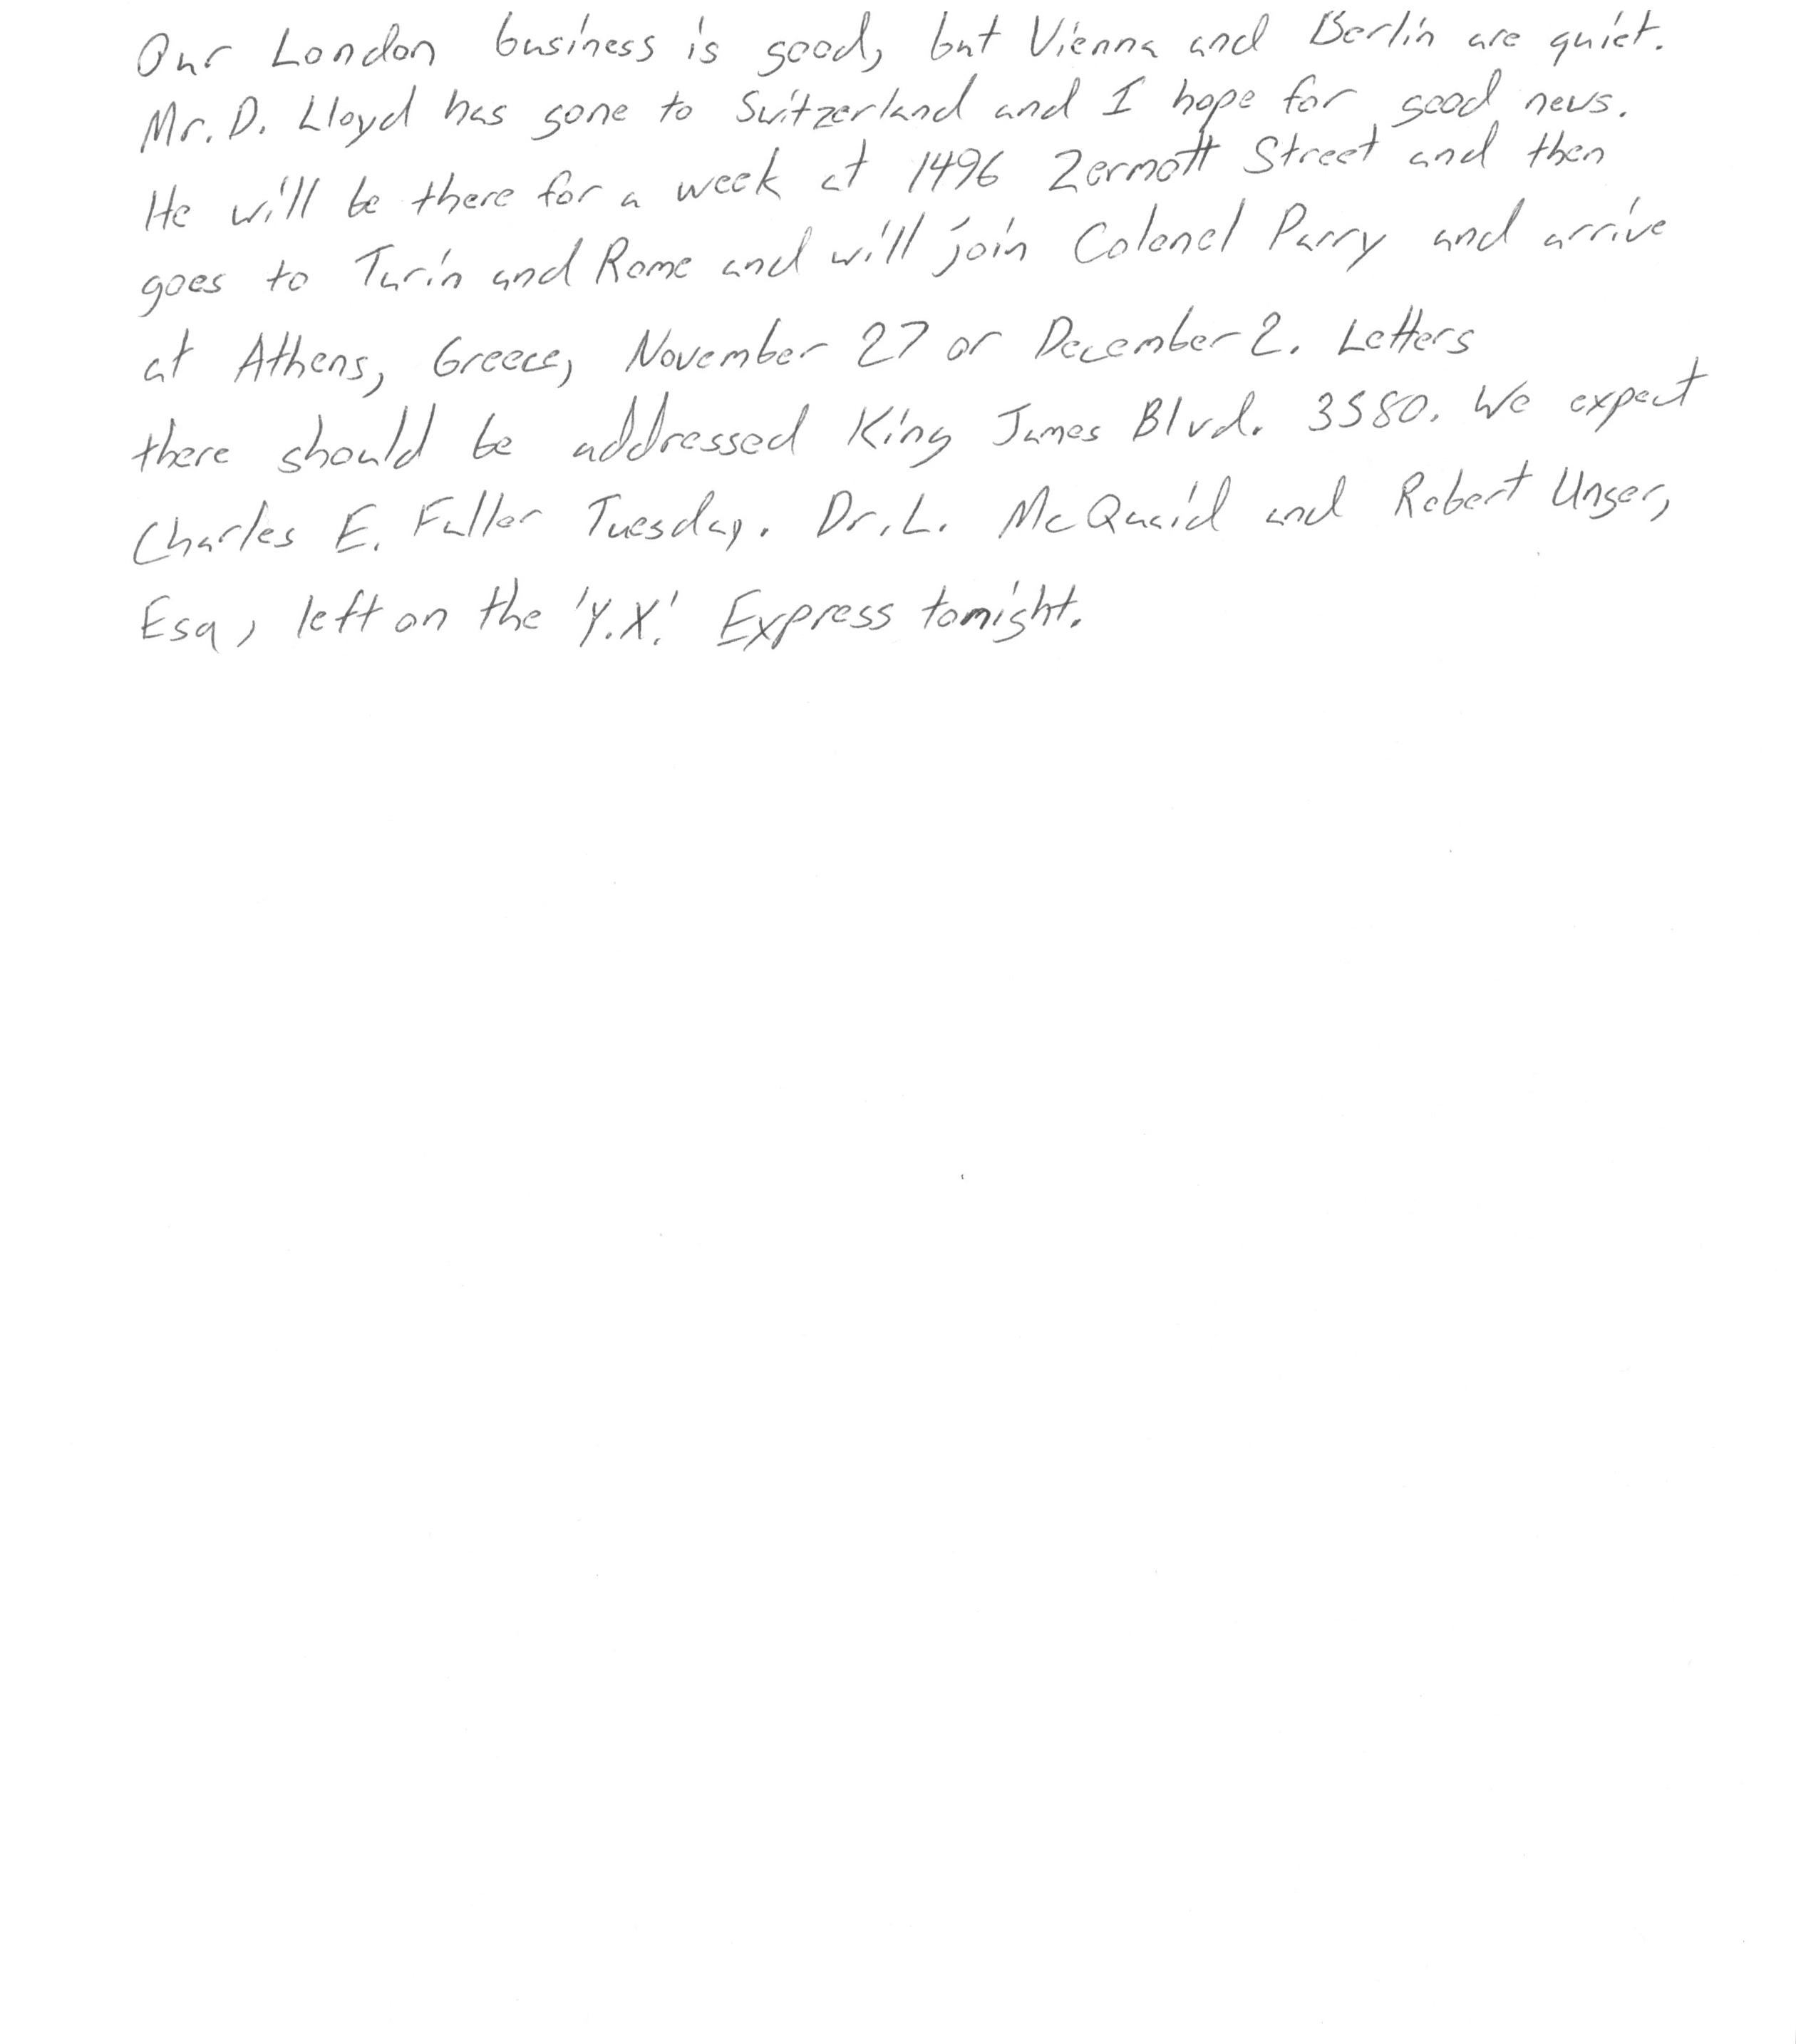 Our London business is good, but Vienna and Berlin are quiet.
Mr. D. Lloyd has gone to Switzerland and I hope for good news.
He will be there for a week at 1496 Zermott Street and then
goes to Turin and Rome and will join Colonel Parry and arrive
at Athens, Greece, November 27 or December 2. Letters
there should be addressed King James Blvd. 3580. We expect
Charles E. Fuller Tuesday. Dr. L. McQuaid and Robert Unger,
Esq, left on the 'Y.X.' Express tonight.